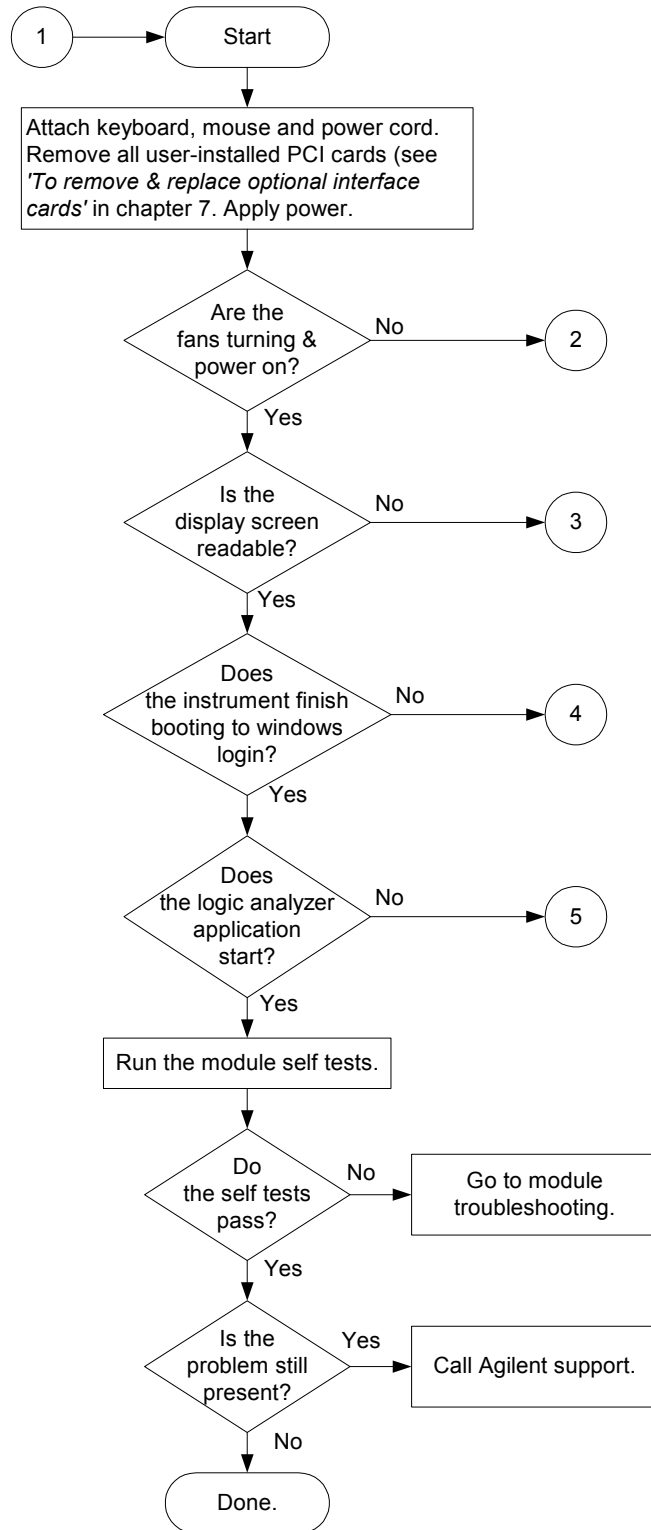 1
Start
Attach keyboard, mouse and power cord.
Remove all user-installed PCI cards (see
'To remove & replace optional interface
cards' in chapter 7. Apply power.
Are the
fans turning &
power on?
No
2
Yes
Is the
display screen
readable?
No
3
Yes
Does
the instrument finish
booting to windows
login?
No
4
Yes
Does
the logic analyzer
application
start?
No
5
Yes
Run the module self tests.
Do
the self tests
pass?
No
Go to module
troubleshooting.
Yes
Is the
problem still
present?
Yes
Call Agilent support.
No
Done.